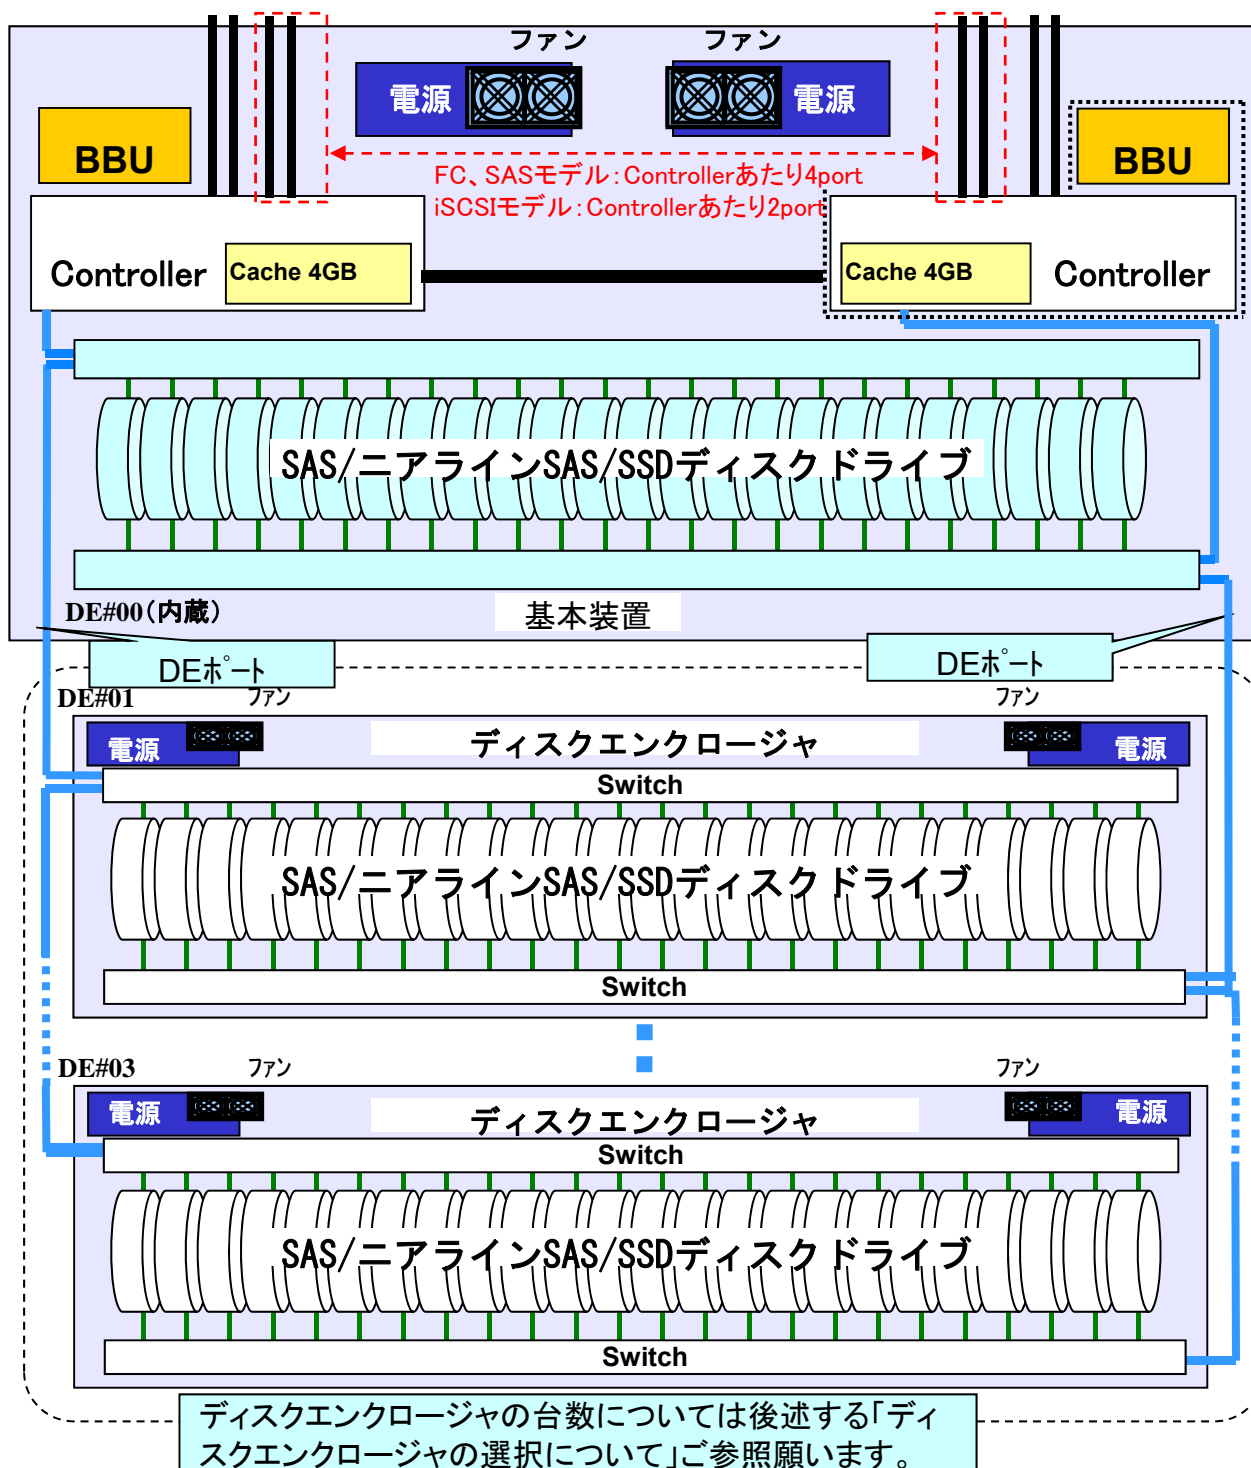 ファン ファン
電源 電源
BBU BBU
FC、SASモデル：Controllerあたり4port
iSCSIモデル：Controllerあたり2port
Controller Cache 4GB Cache 4GB Controller
SAS/ニアラインSAS/SSDディスクドライブ
DE#00(内蔵) 基本装置
DEﾎﾟｰﾄ DEﾎﾟｰﾄ
DE#01 ﾌｧﾝ ﾌｧﾝ
電源 ディスクエンクロージャ 電源
Switch
SAS/ニアラインSAS/SSDディスクドライブ
Switch
DE#03 ﾌｧﾝ ﾌｧﾝ
電源 ディスクエンクロージャ 電源
Switch
SAS/ニアラインSAS/SSDディスクドライブ
Switch
ディスクエンクロージャの台数については後述する「ディ
スクエンクロージャの選択について」ご参照願います。